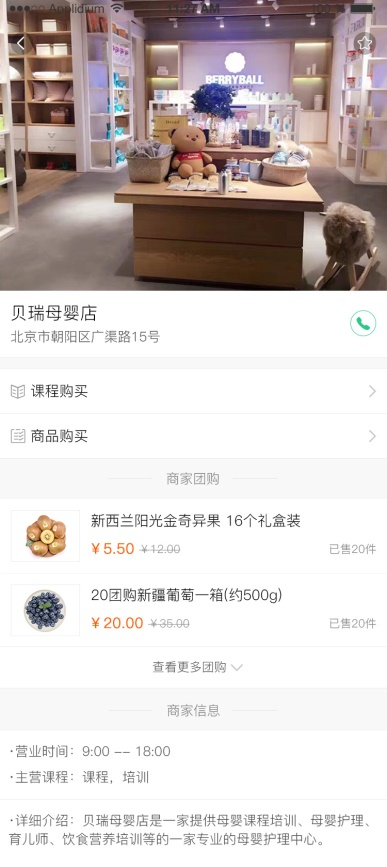 Apelidium
11:27 AM
BERRYBALL
贝瑞母婴店
北京市朝阳区广渠路15号
课程购买
商品购买
商家团购
新西兰阳光金奇异果 16个礼盒装
¥5.50 ¥12.00 已售20件
20团购新疆葡萄一箱(约500g)
¥20.00 ¥35.00 已售20件
查看更多团购
商家信息
·营业时间：9:00 -- 18:00
·主营课程：课程，培训
·详细介绍：贝瑞母婴店是一家提供母婴课程培训、母婴护理、
育儿师、饮食营养培训等的一家专业的母婴护理中心。